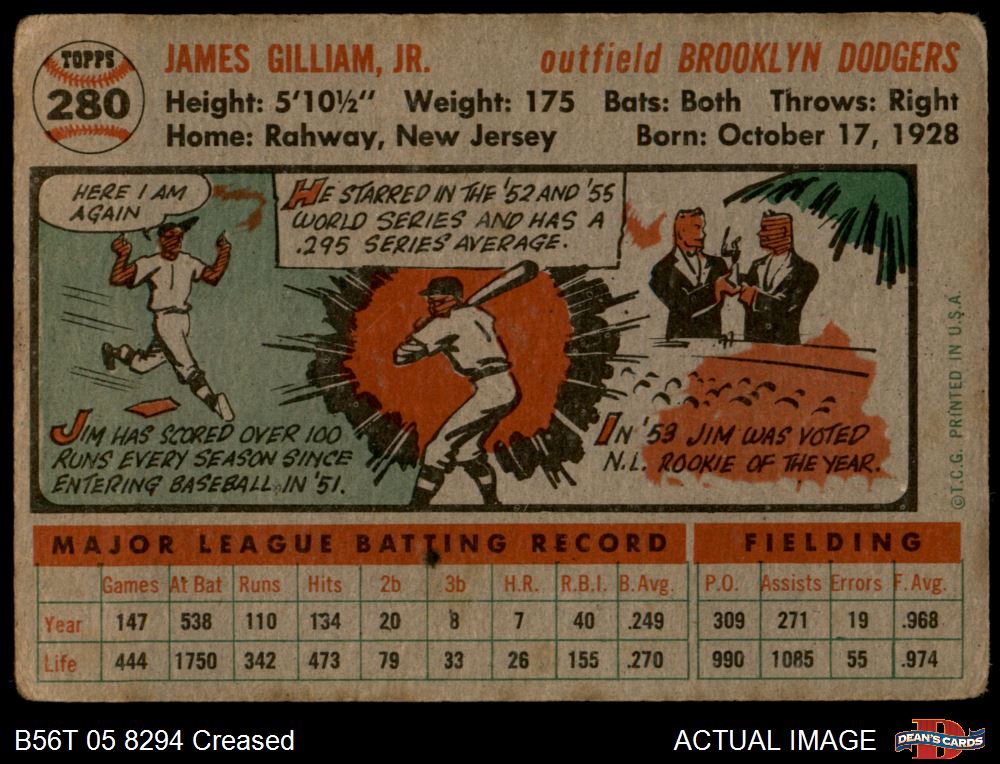 TOPPS
280
JAMES GILLIAM, JR. outfield BROOKLYN DODGERS
Height: 5'10½" Weight: 175 Bats: Both Throws: Right
Home: Rahway, New Jersey Born: October 17, 1928
HERE I AM
AGAIN
HE STARRED IN THE '52 AND '55
WORLD SERIES AND HAS A
.295 SERIES AVERAGE.
JIM HAS SCORED OVER 100
RUNS EVERY SEASON SINCE
ENTERING BASEBALL IN '51.
IN '53 JIM WAS VOTED
N.L. ROOKIE OF THE YEAR.
©T.C.G. PRINTED IN U.S.A.
MAJOR LEAGUE BATTING RECORD FIELDING
Games At Bat Runs Hits 2b 3b H.R. R.B.I. B.Avg. P.O. Assists Errors F.Avg.
Year 147 538 110 134 20 8 7 40 .249 309 271 19 .968
Life 444 1750 342 473 79 33 26 155 .270 990 1085 55 .974
B56T 05 8294 Creased ACTUAL IMAGE
DEAN'S CARDS